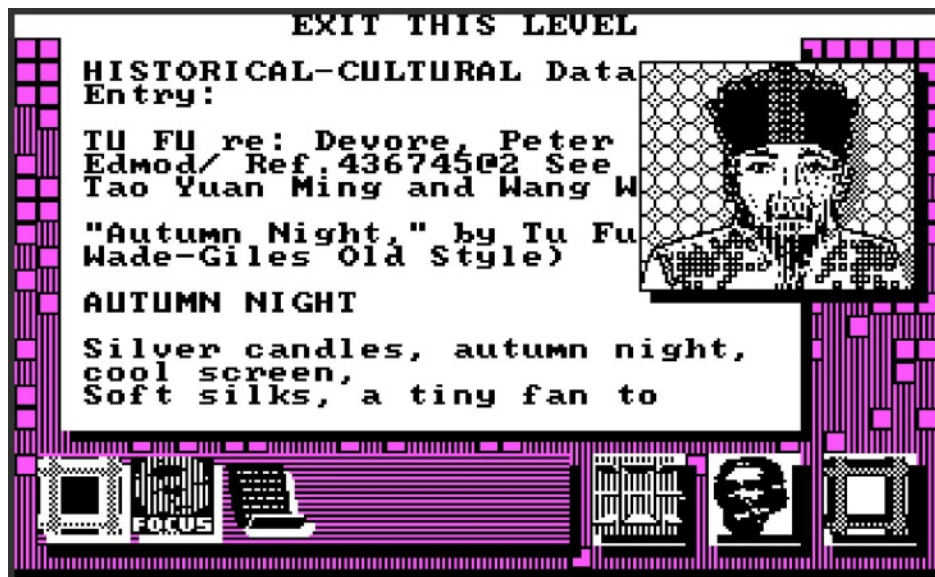 EXIT THIS LEVEL
HISTORICAL-CULTURAL Data
Entry:
TU FU re: Devore, Peter
Edmod/ Ref.436745@2 See
Tao Yuan Ming and Wang W
"Autumn Night," by Tu Fu
Wade-Giles Old Style)
AUTUMN NIGHT
Silver candles, autumn night,
cool screen,
Soft silks, a tiny fan to
FOCUS